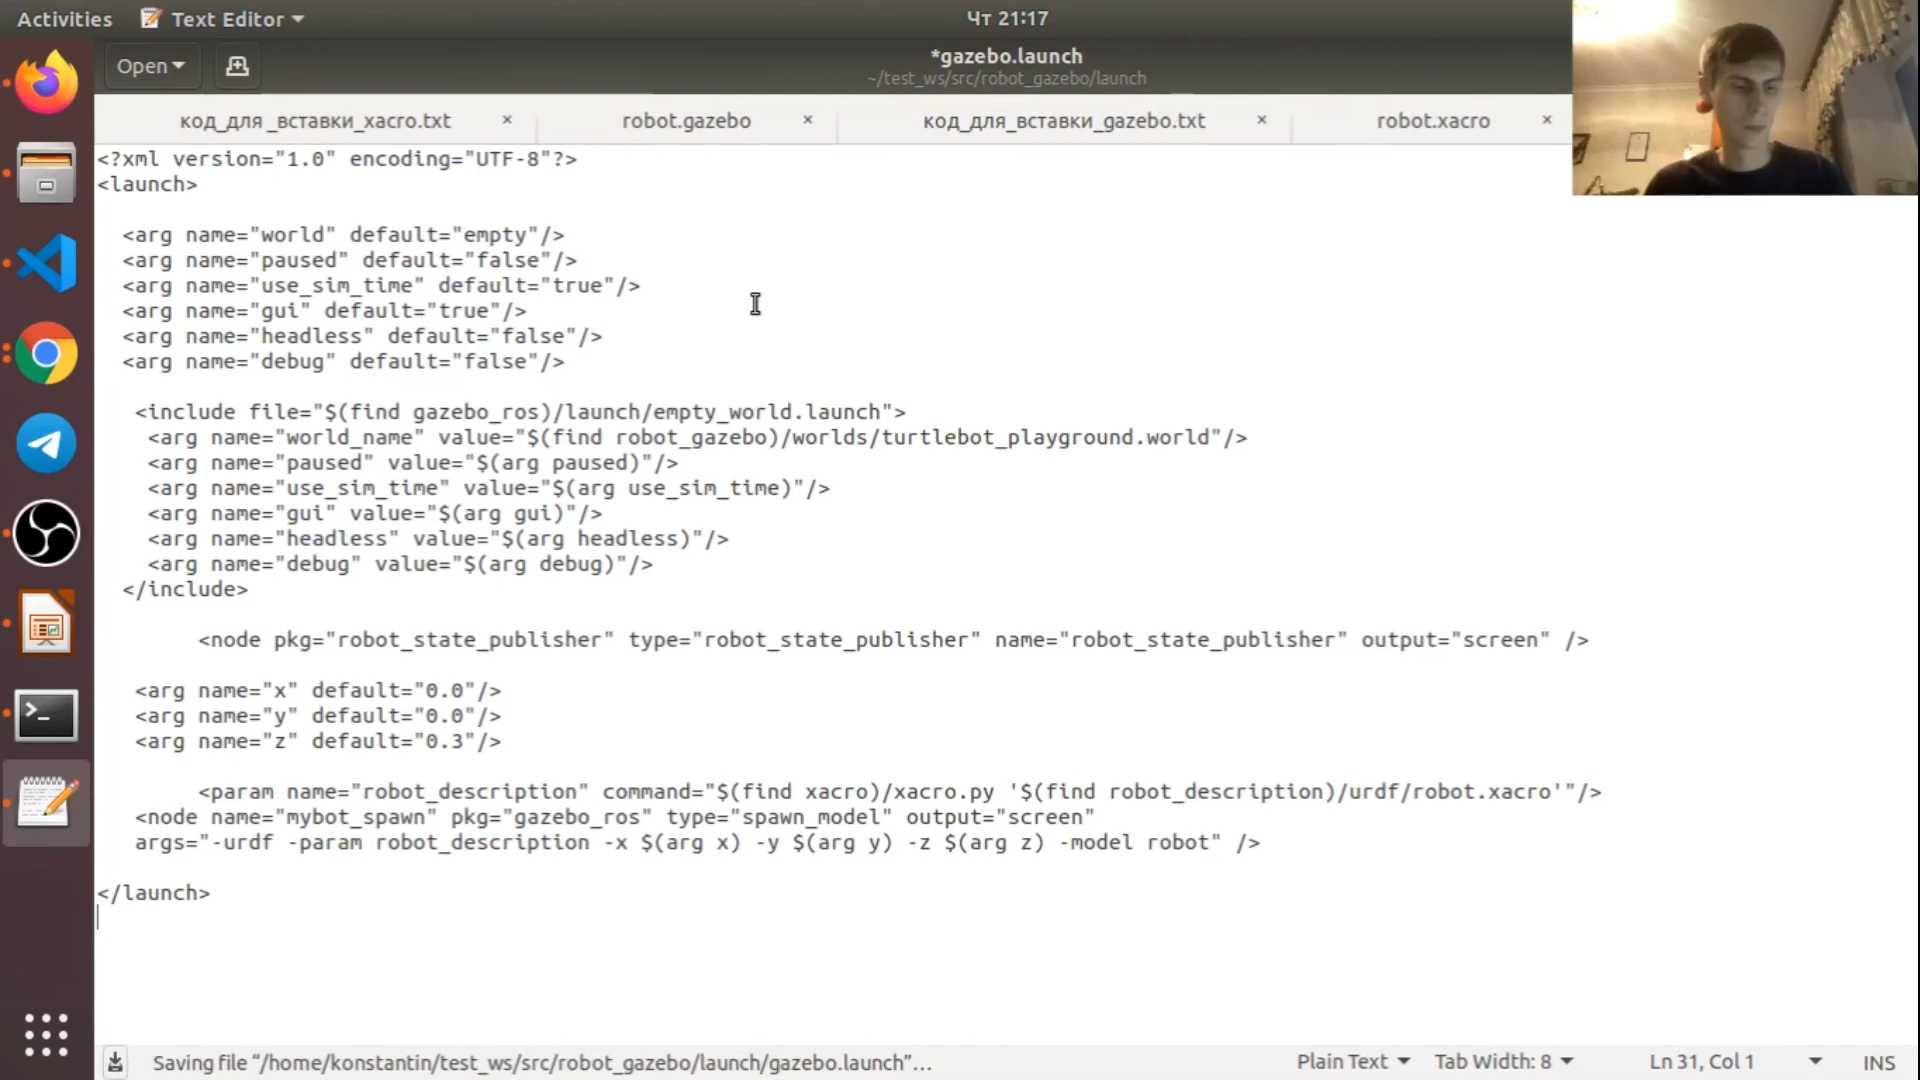 Activities
Text Editor
Чт 21:17
Open
*gazebo.launch
~/test_ws/src/robot_gazebo/launch
код_для _вставки_xacro.txt
robot.gazebo
код_для_вставки_gazebo.txt
robot.xacro
<?xml version="1.0" encoding="UTF-8"?>
<launch>
<arg name="world" default="empty"/>
<arg name="paused" default="false"/>
<arg name="use_sim_time" default="true"/>
<arg name="gui" default="true"/>
<arg name="headless" default="false"/>
<arg name="debug" default="false"/>
<include file="$(find gazebo_ros)/launch/empty_world.launch">
<arg name="world_name" value="$(find robot_gazebo)/worlds/turtlebot_playground.world"/>
<arg name="paused" value="$(arg paused)"/>
<arg name="use_sim_time" value="$(arg use_sim_time)"/>
<arg name="gui" value="$(arg gui)"/>
<arg name="headless" value="$(arg headless)"/>
<arg name="debug" value="$(arg debug)"/>
</include>
<node pkg="robot_state_publisher" type="robot_state_publisher" name="robot_state_publisher" output="screen" />
<arg name="x" default="0.0"/>
<arg name="y" default="0.0"/>
<arg name="z" default="0.3"/>
<param name="robot_description" command="$(find xacro)/xacro.py '$(find robot_description)/urdf/robot.xacro'"/>
<node name="mybot_spawn" pkg="gazebo_ros" type="spawn_model" output="screen"
args="-urdf -param robot_description -x $(arg x) -y $(arg y) -z $(arg z) -model robot" />
</launch>
Saving file “/home/konstantin/test_ws/src/robot_gazebo/launch/gazebo.launch”...
Plain Text
Tab Width: 8
Ln 31, Col 1
INS